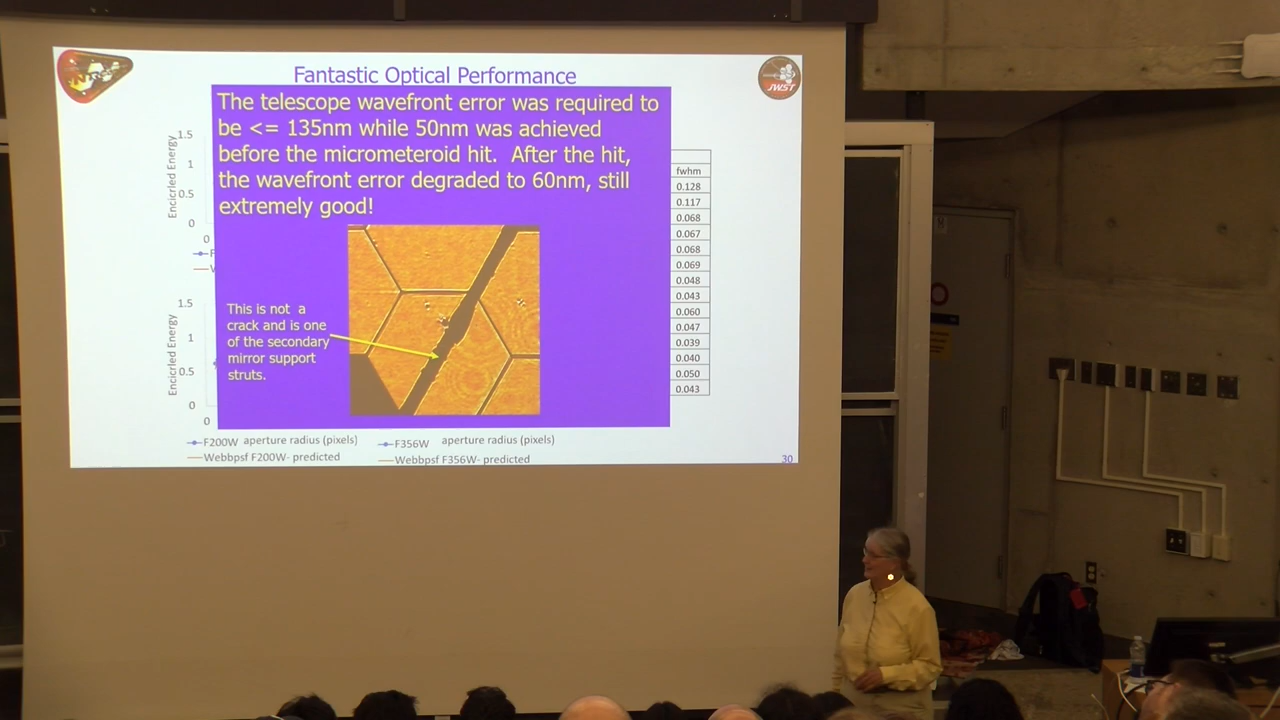 Fantastic Optical Performance
JWST
The telescope wavefront error was required to
be <= 135nm while 50nm was achieved
before the micrometeroid hit. After the hit,
the wavefront error degraded to 60nm, still
extremely good!
This is not a
crack and is one
of the secondary
mirror support
struts.
Encicrled Energy
1.5
1
0.5
0
0
F
Encicrled Energy
1.5
1
0.5
0
0
fwhm
0.128
0.117
0.068
0.067
0.068
0.069
0.048
0.043
0.060
0.047
0.039
0.040
0.050
0.043
F200W aperture radius (pixels)
Webbpsf F200W- predicted
F356W aperture radius (pixels)
Webbpsf F356W- predicted
30